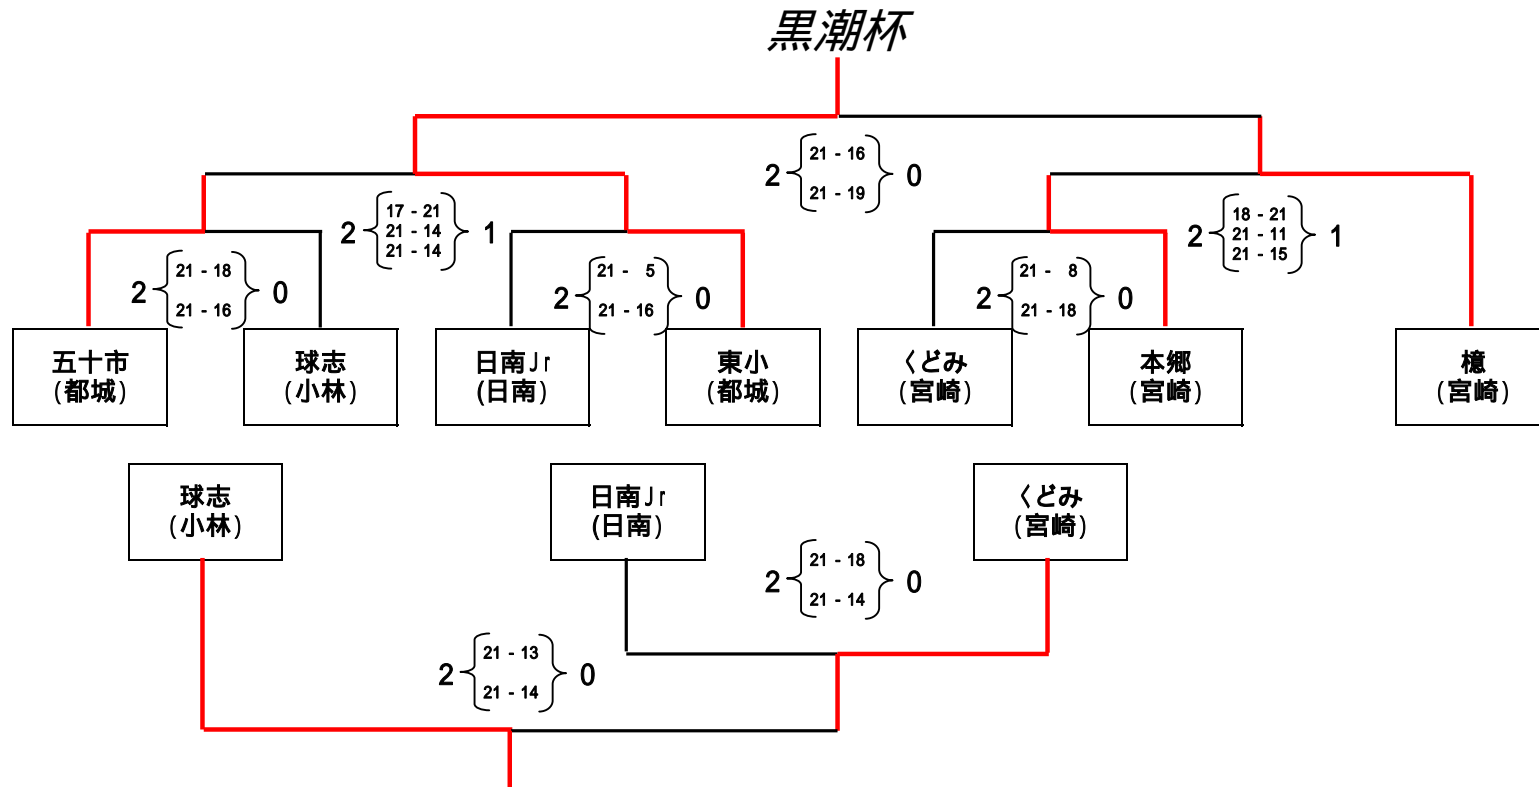 黒潮杯
2 21 - 16 0
21 - 19
2 17 - 21 1
21 - 14
21 - 14
2 18 - 21 1
21 - 11
21 - 15
2 21 - 18 0
21 - 16
2 21 - 5 0
21 - 16
2 21 - 8 0
21 - 18
五十市
(都城)
球志
(小林)
日南Jr
(日南)
東小
(都城)
くどみ
(宮崎)
本郷
(宮崎)
檍
(宮崎)
球志
(小林)
日南Jr
(日南)
くどみ
(宮崎)
2 21 - 18 0
21 - 14
2 21 - 13 0
21 - 14